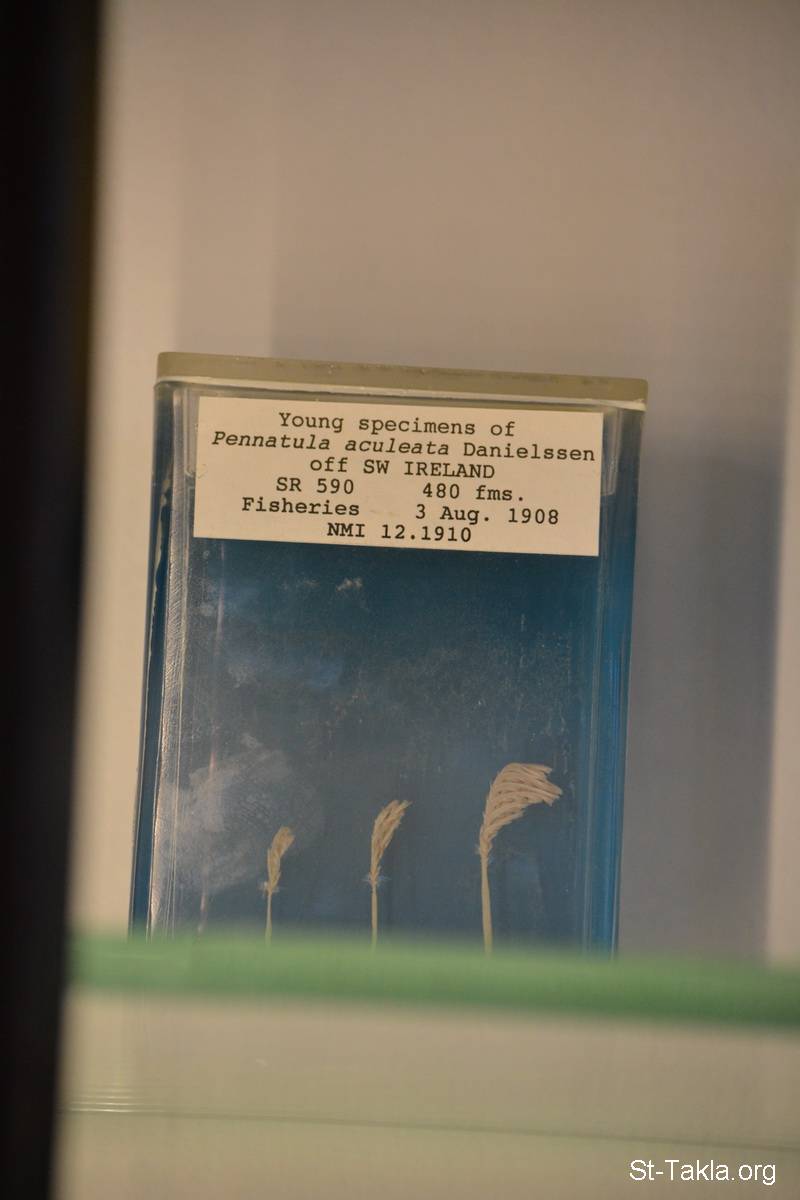 Young specimens of
Pennatula aculeata Danielssen
off SW IRELAND
SR 590 480 fms.
Fisheries 3 Aug. 1908
NMI 12.1910
St-Takla.org